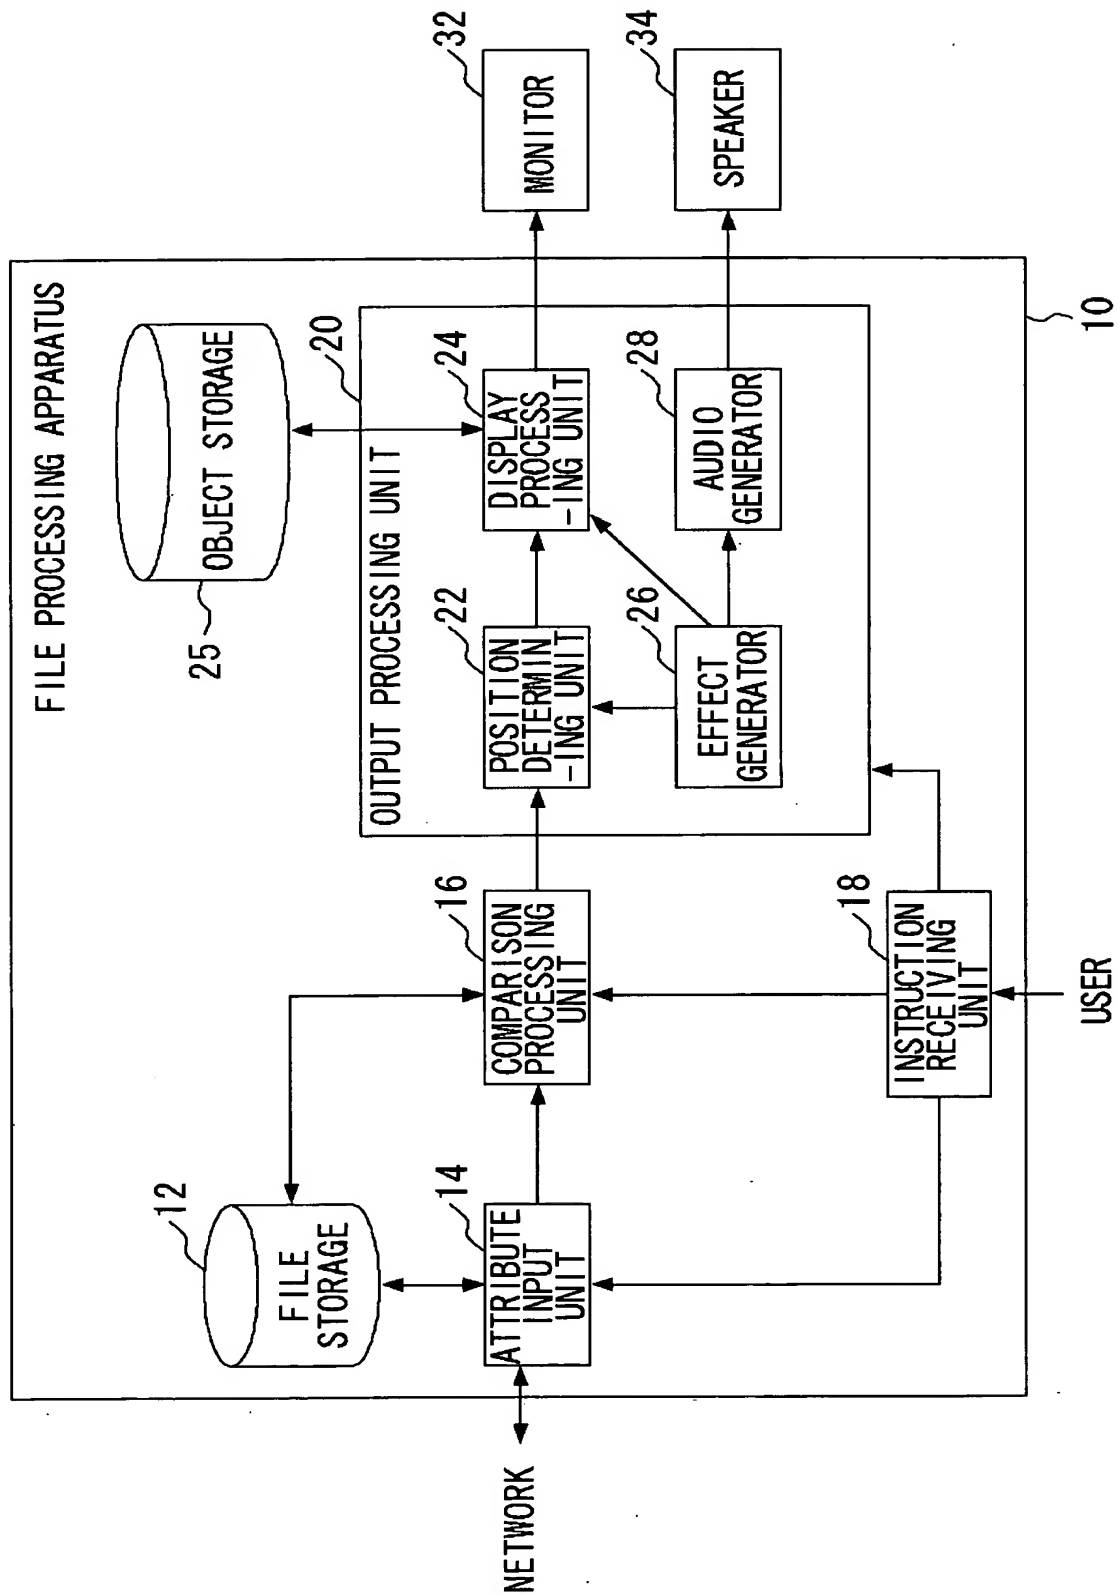 FILE PROCESSING APPARATUS
12
FILE
STORAGE
25
OBJECT STORAGE
OUTPUT PROCESSING UNIT
20
NETWORK
14
ATTRIBUTE
INPUT
UNIT
16
COMPARISON
PROCESSING
UNIT
22
POSITION
DETERMIN
-ING UNIT
24
DISPLAY
PROCESS
-ING UNIT
32
MONITOR
26
EFFECT
GENERATOR
28
AUDIO
GENERATOR
34
SPEAKER
18
INSTRUCTION
RECEIVING
UNIT
USER
10